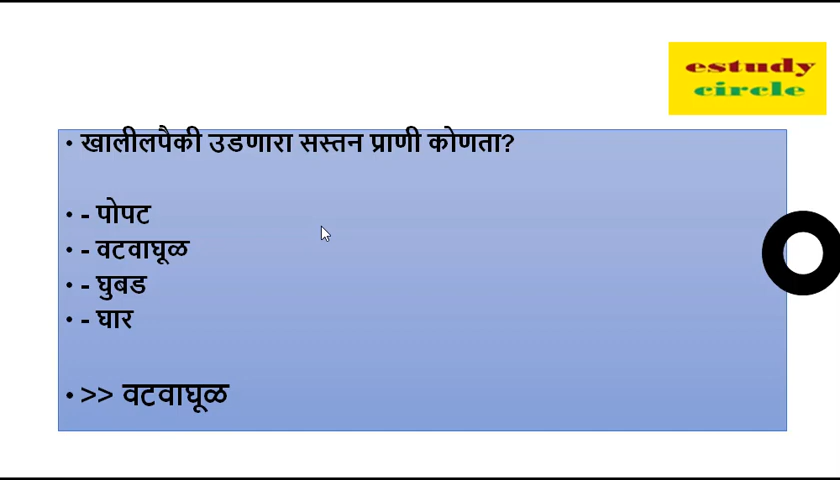 estudy
circle
• खालीलपैकी उडणारा सस्तन प्राणी कोणता?
• - पोपट
• - वटवाघूळ
• - घुबड
• - घार
• >> वटवाघूळ